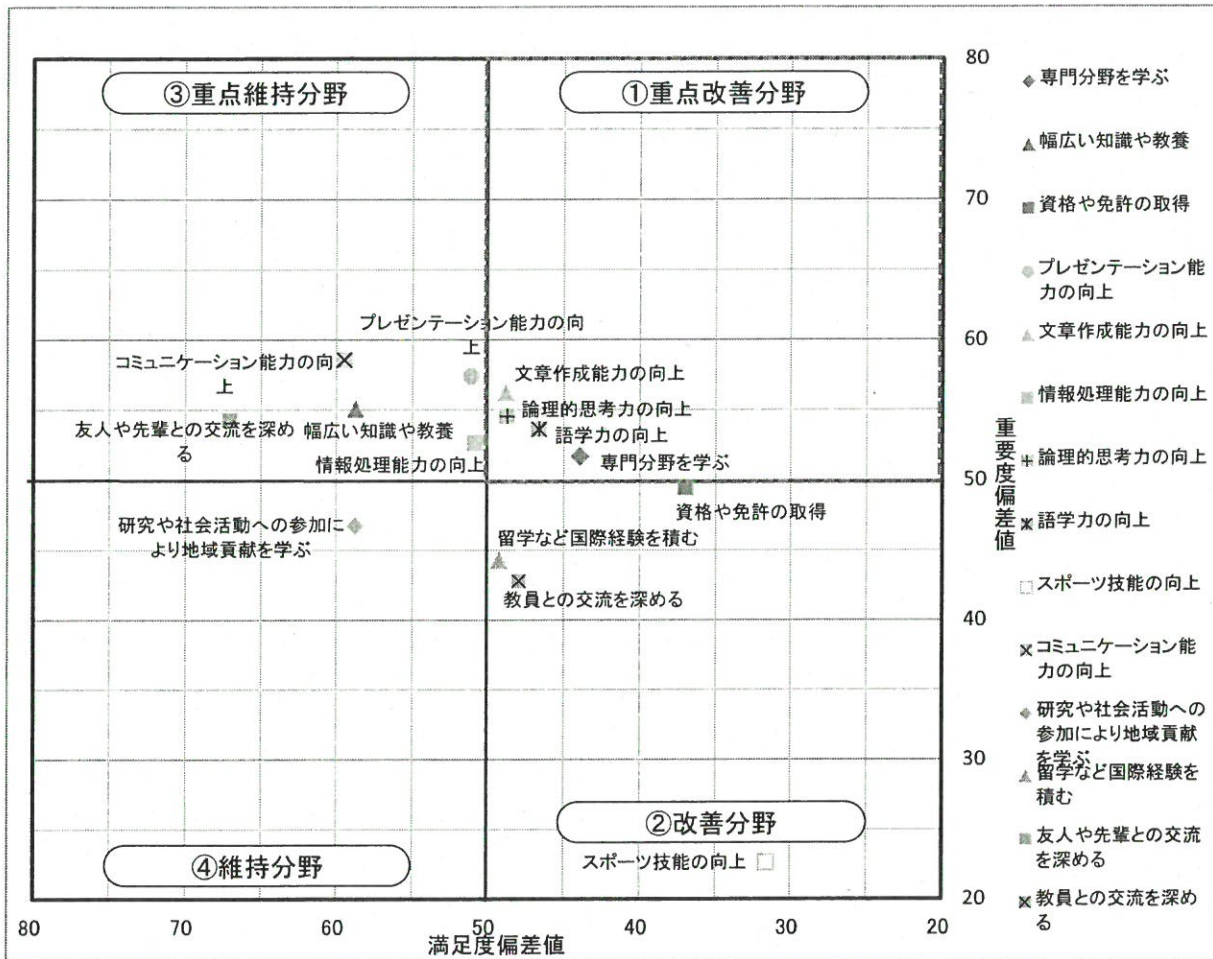 ③重点維持分野
①重点改善分野
プレゼンテーション能力の向
上
コミュニケーション能力の向
上
文章作成能力の向上
論理的思考力の向上
語学力の向上
友人や先輩との交流を深め
る
幅広い知識や教養
情報処理能力の向上
専門分野を学ぶ
資格や免許の取得
研究や社会活動への参加に
より地域貢献を学ぶ
留学など国際経験を積む
教員との交流を深める
②改善分野
スポーツ技能の向上
④維持分野
80
70
60
50
40
30
20
重要度偏差値
80
70
60
50
40
30
20
満足度偏差値
専門分野を学ぶ
幅広い知識や教養
資格や免許の取得
プレゼンテーション能
力の向上
文章作成能力の向上
情報処理能力の向上
論理的思考力の向上
語学力の向上
スポーツ技能の向上
コミュニケーション能
力の向上
研究や社会活動への
参加により地域貢献
を学ぶ
留学など国際経験を
積む
友人や先輩との交流
を深める
教員との交流を深め
る